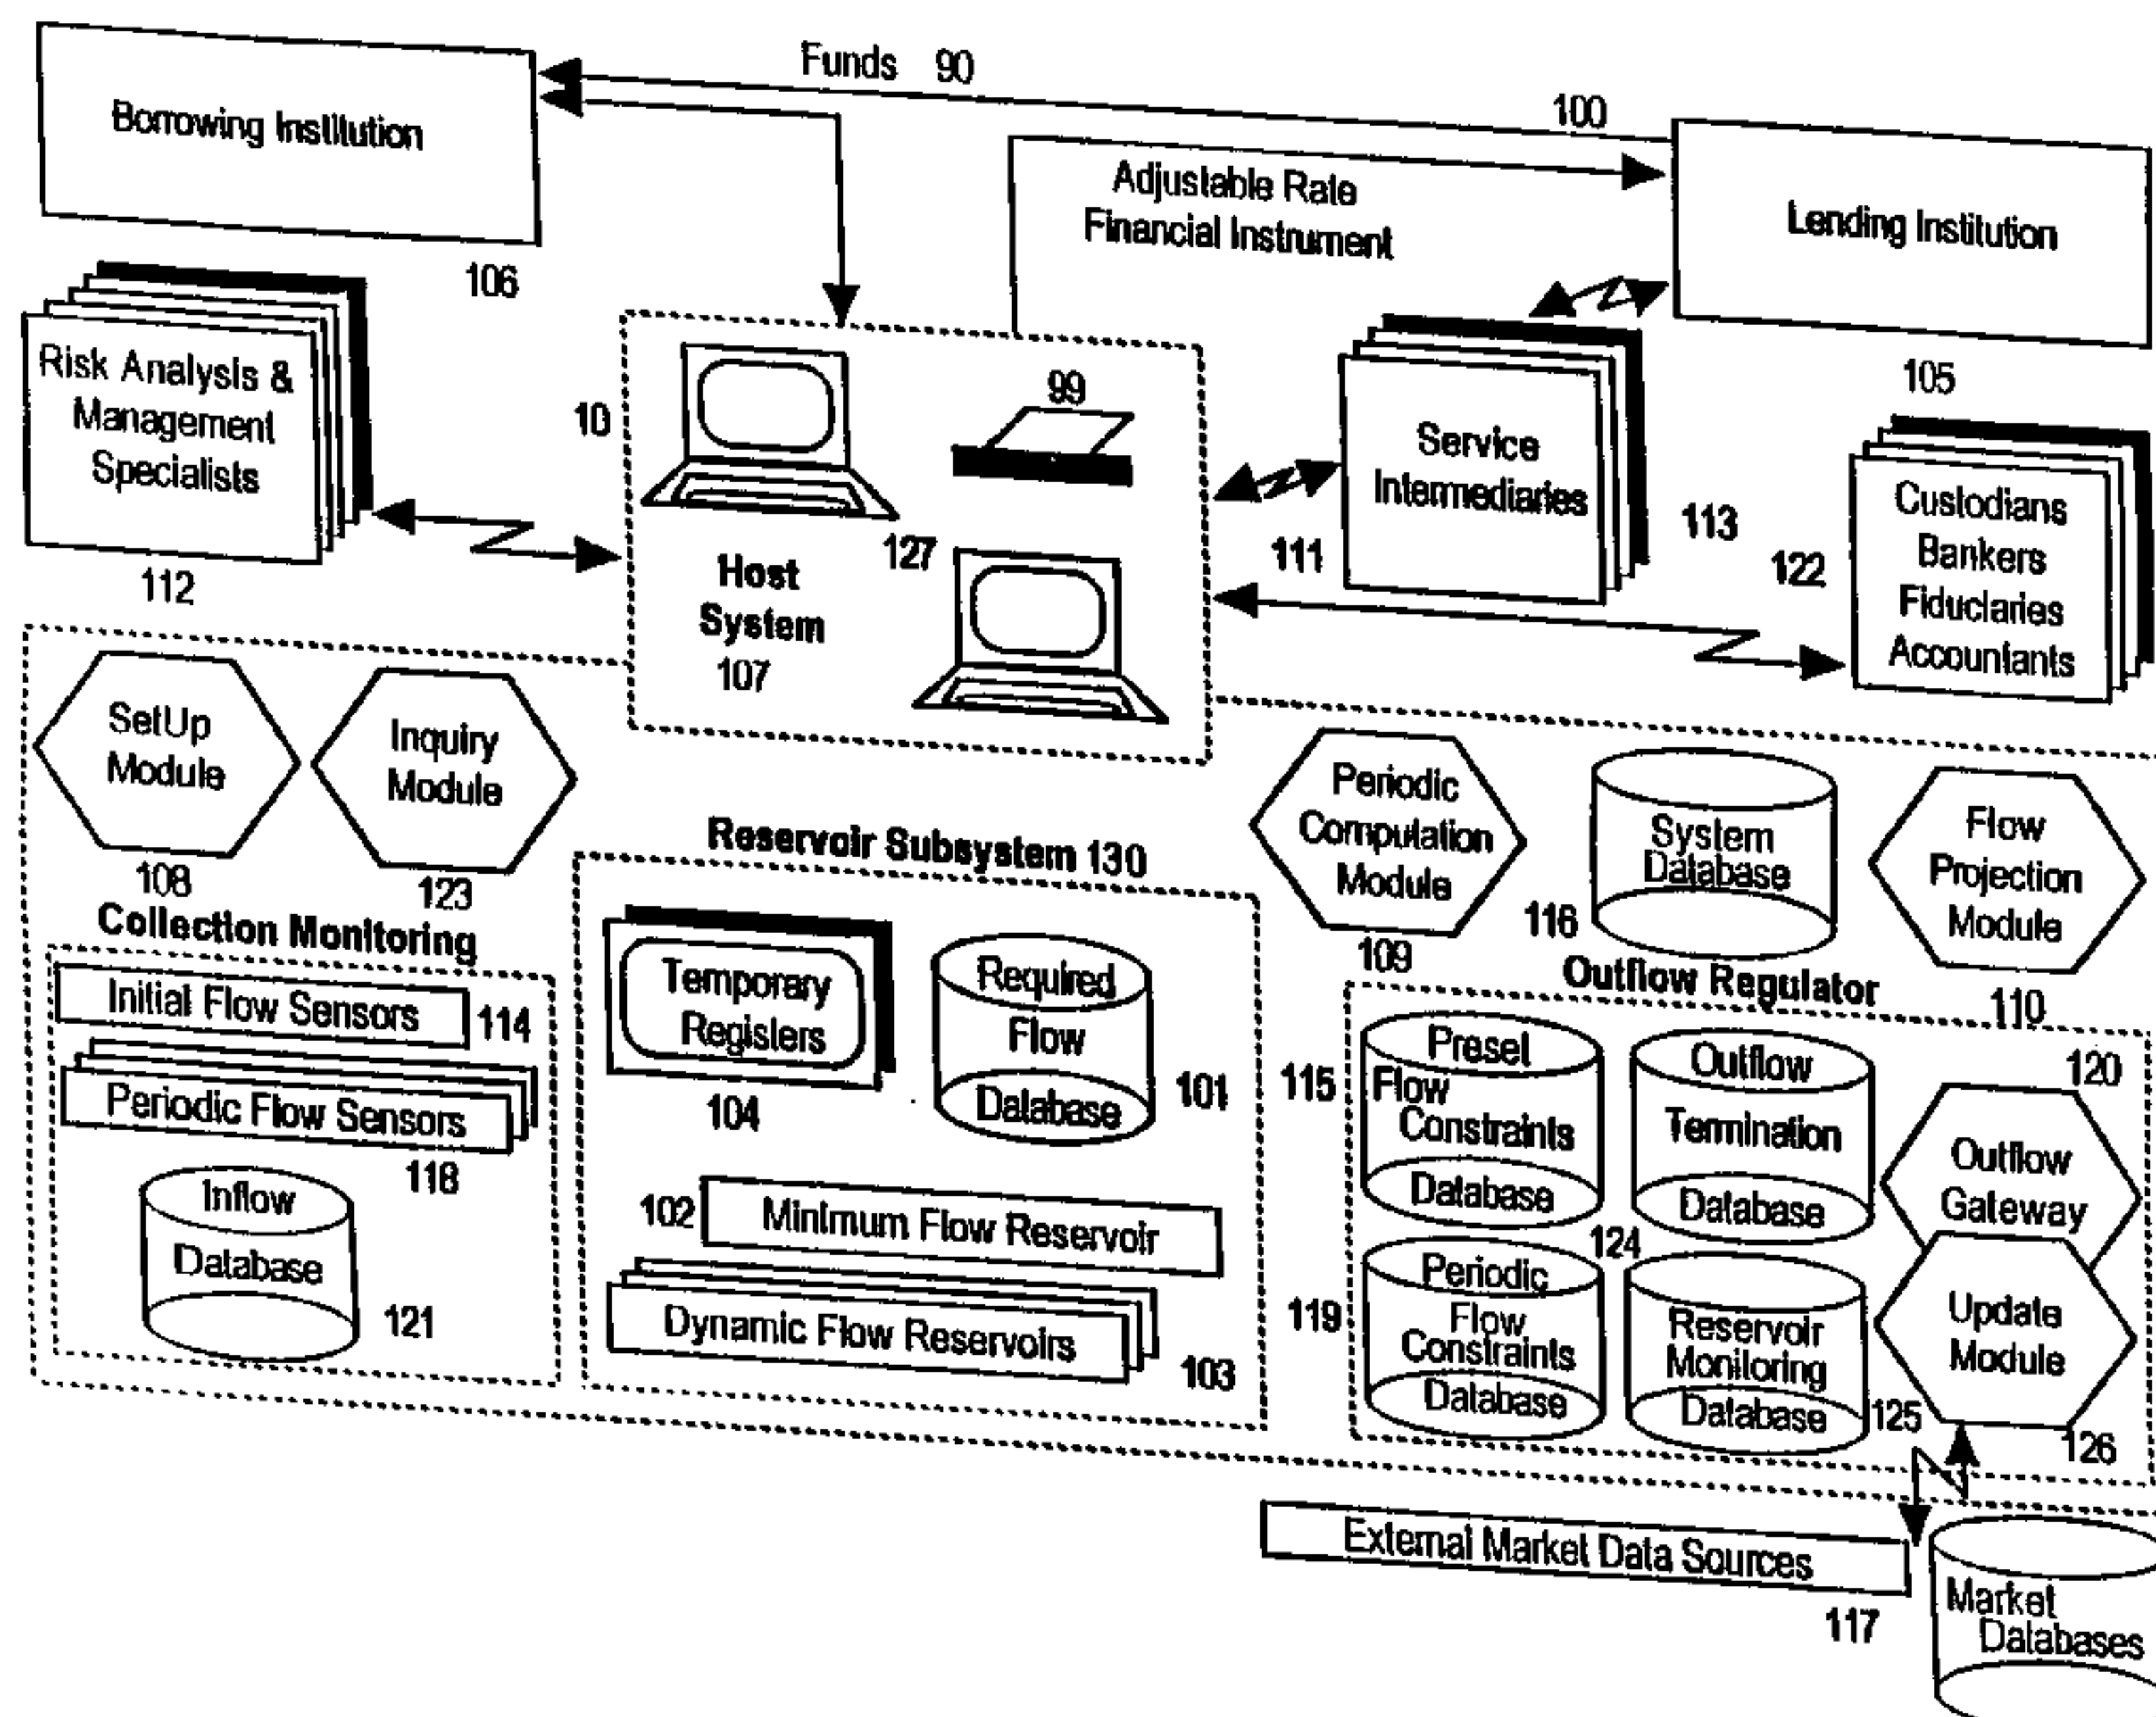 Funds 90
100
Borrowing Institution
Adjustable Rate
Financial Instrument
Lending Institution
106
105
Risk Analysis &
Management
Specialists
112
10
99
127
Host
System
107
Service
Intermediaries
111
113
122
Custodians
Bankers
Fiduciaries
Accountants
SetUp
Module
108
Inquiry
Module
123
Reservoir Subsystem 130
Periodic
Computation
Module
109
System
Database
116
Flow
Projection
Module
110
Collection Monitoring
Initial Flow Sensors
114
Periodic Flow Sensors
118
Inflow
Database
121
Temporary
Registers
104
Required
Flow
Database
101
102
Minimum Flow Reservoir
Dynamic Flow Reservoirs
103
Outflow Regulator
115
Preset
Flow
Constraints
Database
Outflow
Termination
Database
124
120
Outflow
Gateway
119
Periodic
Flow
Constraints
Database
Reservoir
Monitoring
Database
125
Update
Module
126
External Market Data Sources
117
Market
Databases